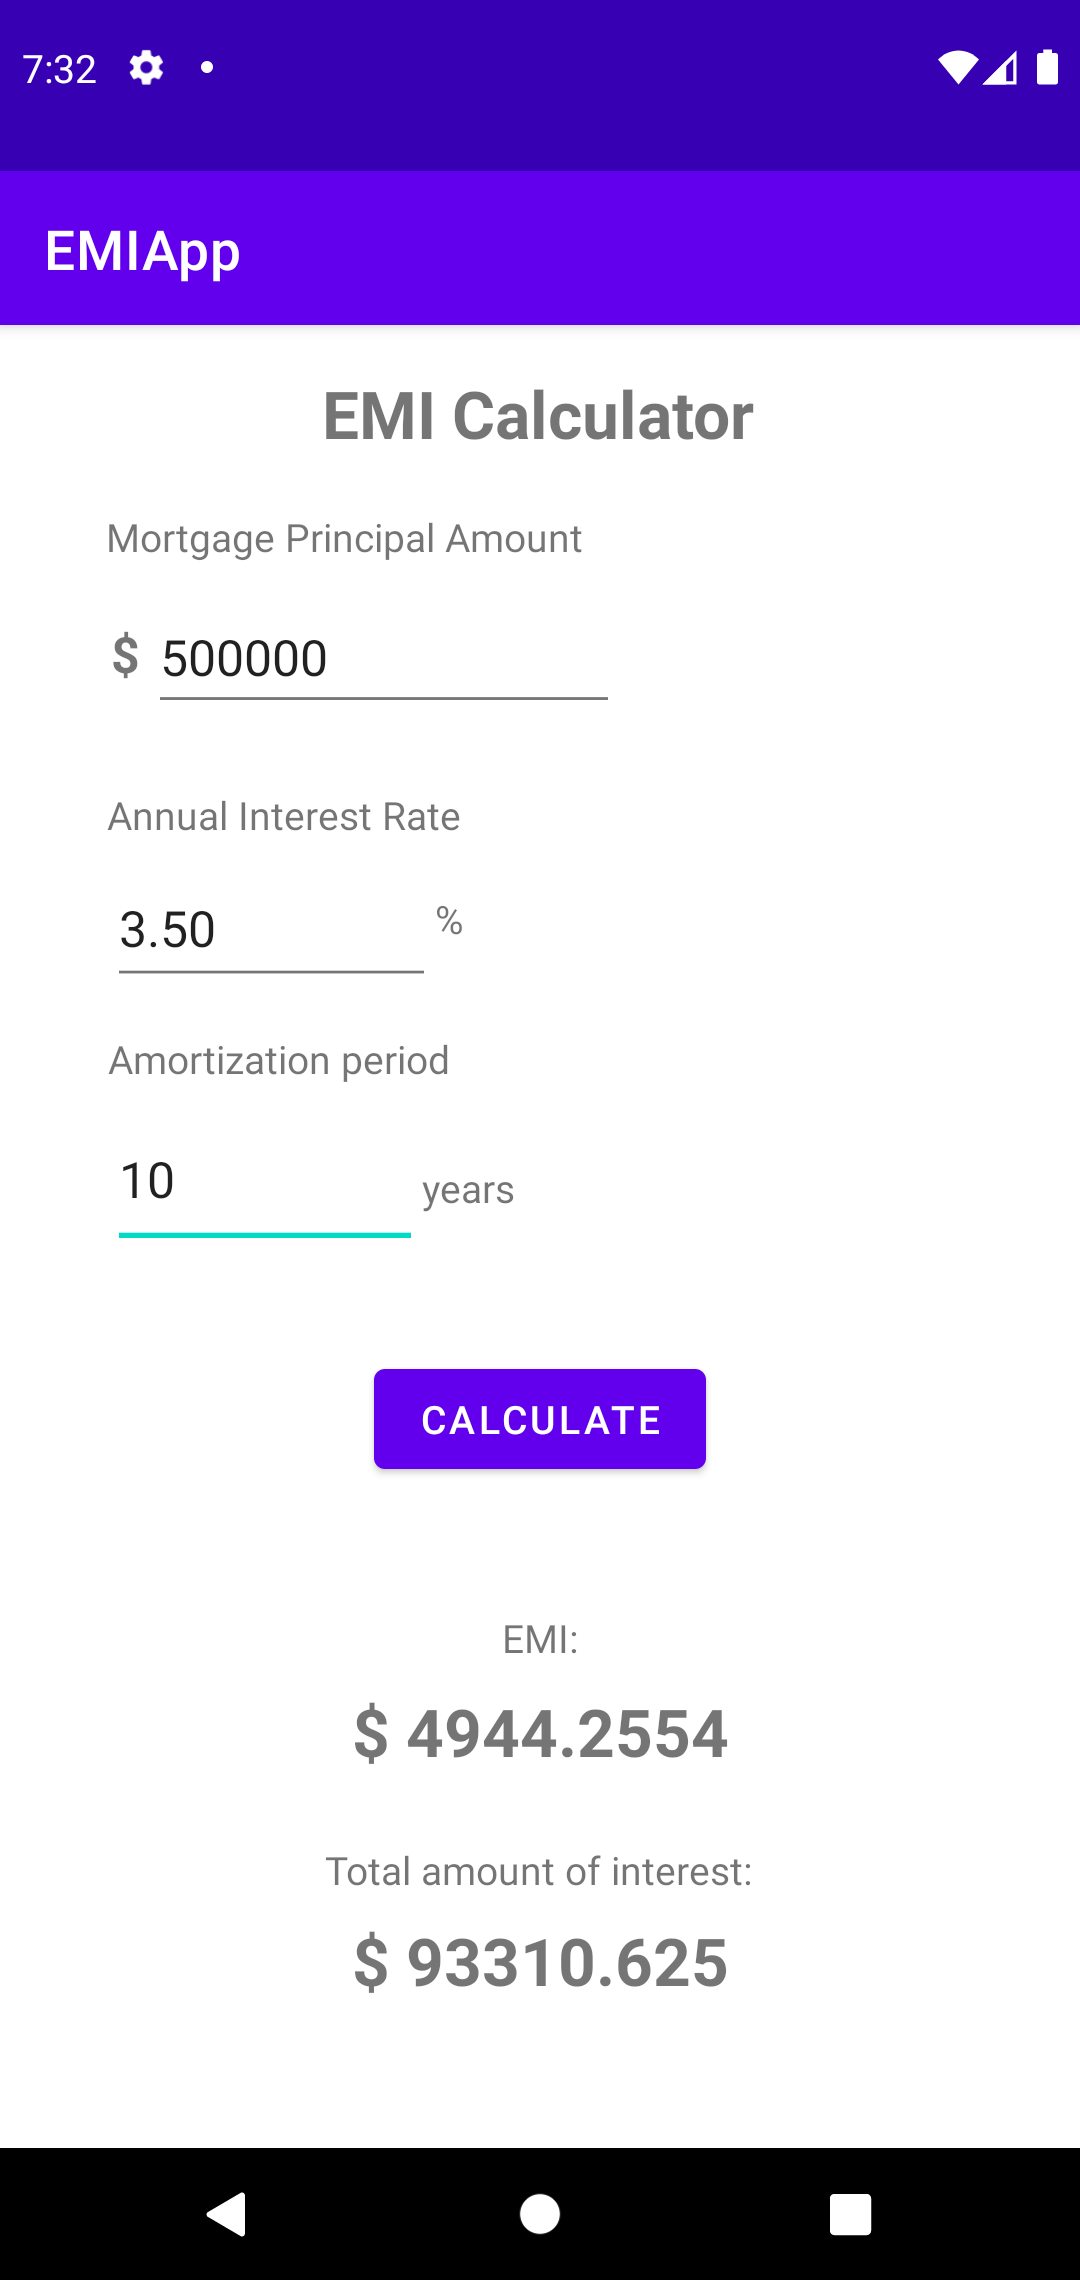 7:32
EMIApp
EMI Calculator
Mortgage Principal Amount
$ 500000
Annual Interest Rate
3.50 %
Amortization period
10 years
CALCULATE
EMI:
$ 4944.2554
Total amount of interest:
$ 93310.625